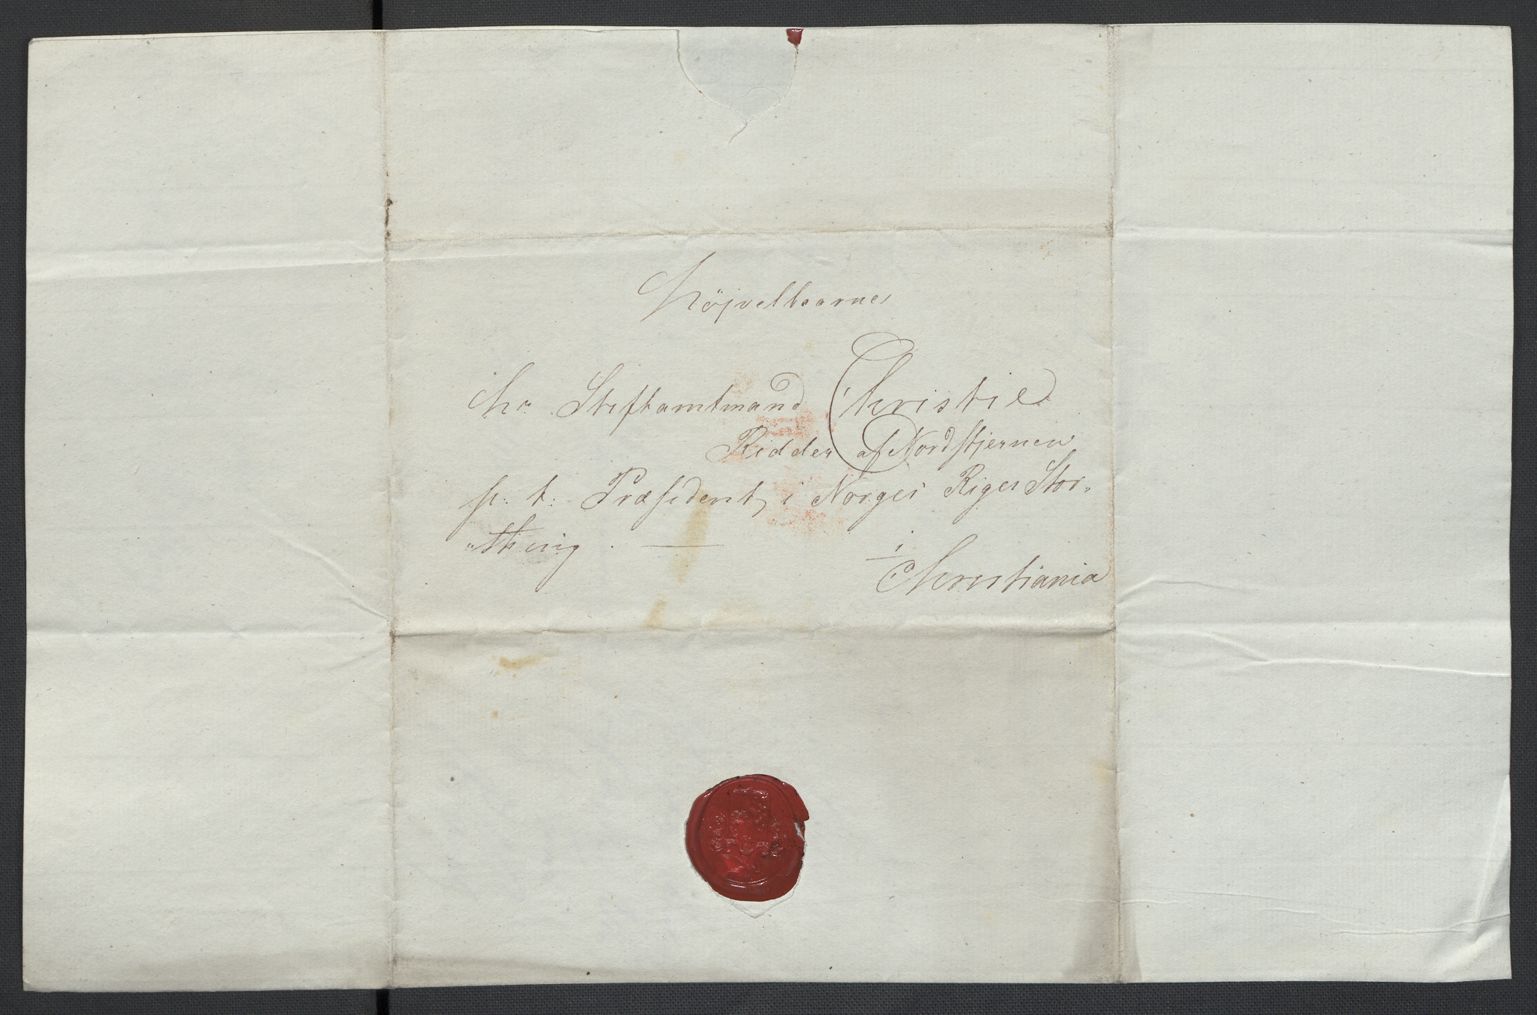 Höjvelbaarne
Hr. Stiftamtmand Christie
Ridder af Nordstjernen
p. t. Præsident, i Norges Riges Stor-
„thing
i
Christiania